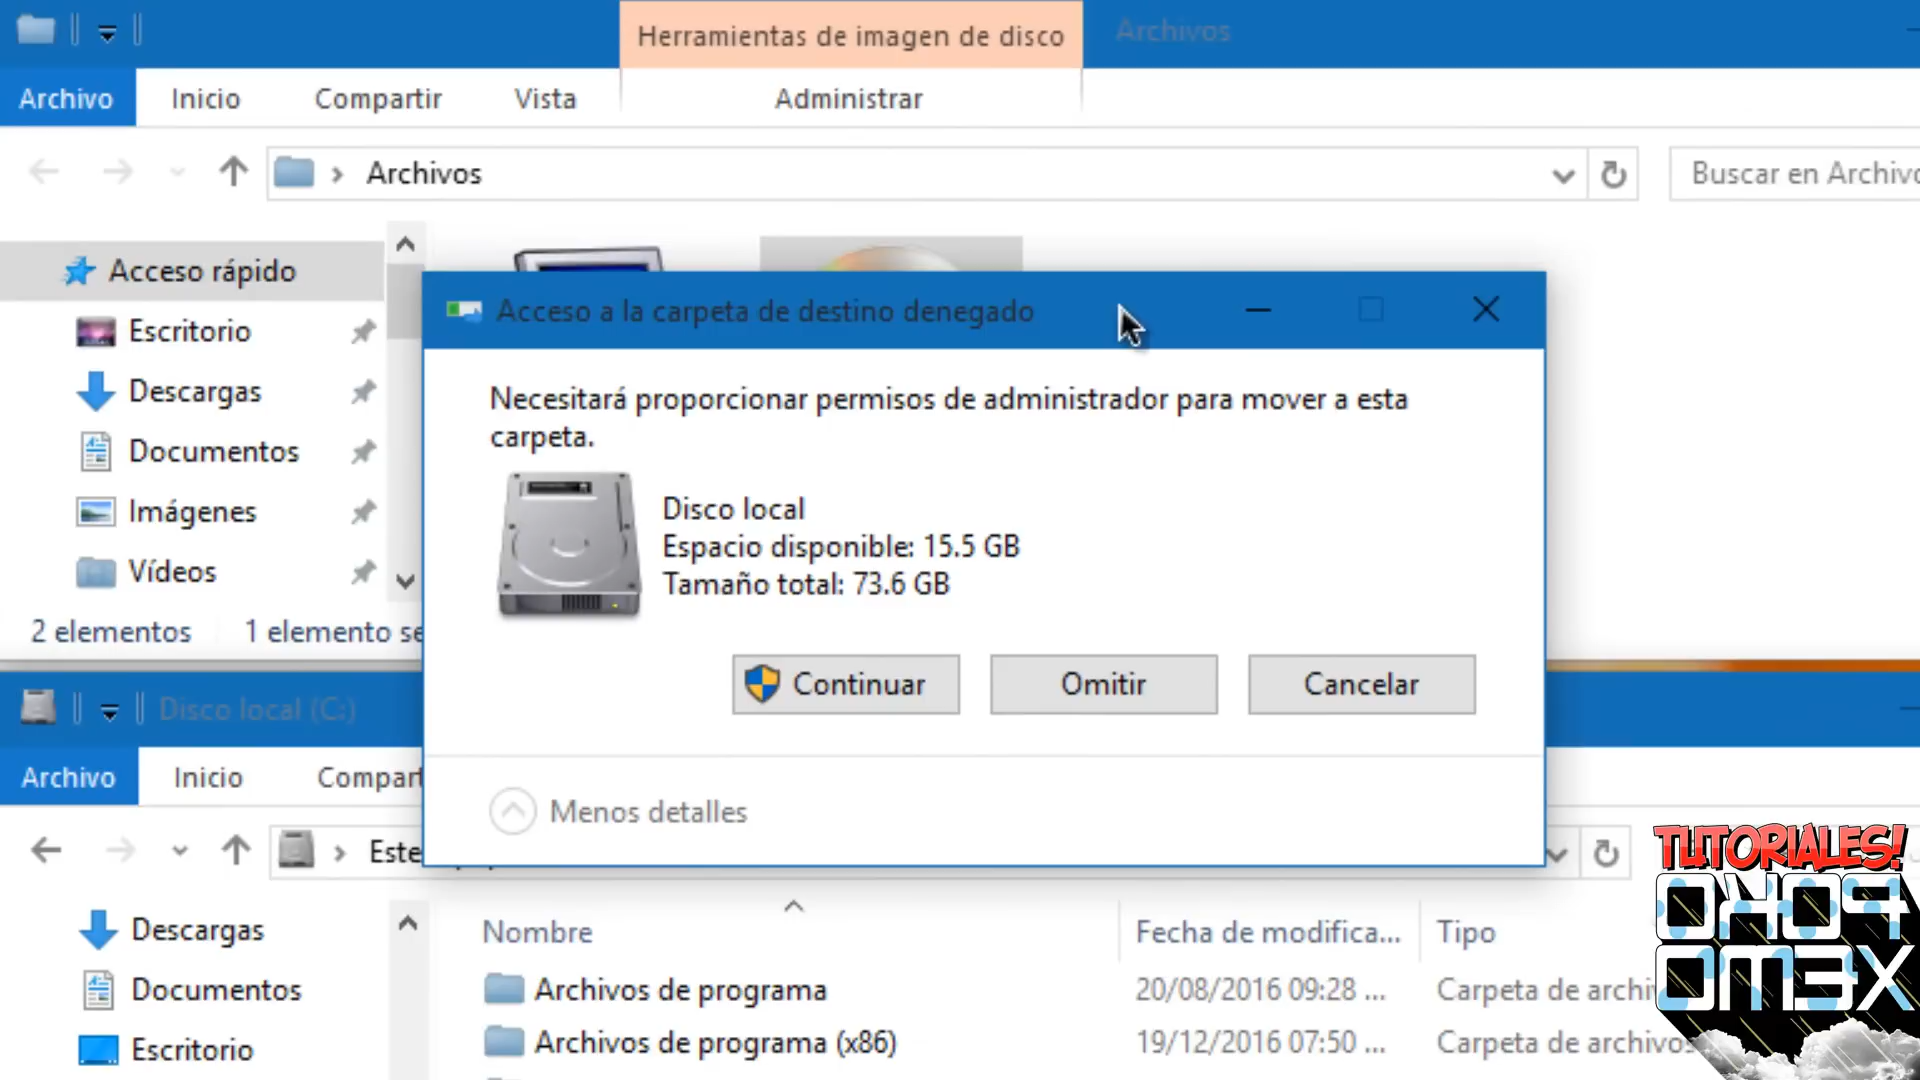 Herramientas de imagen de disco
Archivos
Archivo Inicio Compartir Vista Administrar
Archivos
Buscar en Archivo
Acceso rápido
Escritorio
Descargas
Documentos
Imágenes
Vídeos
2 elementos 1 elemento se
Acceso a la carpeta de destino denegado
Necesitará proporcionar permisos de administrador para mover a esta
carpeta.
Disco local
Espacio disponible: 15.5 GB
Tamaño total: 73.6 GB
Continuar Omitir Cancelar
Menos detalles
Disco local (C:)
Archivo Inicio Compart
Este
Descargas
Documentos
Escritorio
Nombre Fecha de modifica... Tipo
Archivos de programa 20/08/2016 09:28 ... Carpeta de archi
Archivos de programa (x86) 19/12/2016 07:50 ... Carpeta de archivos
TUTORIALES!